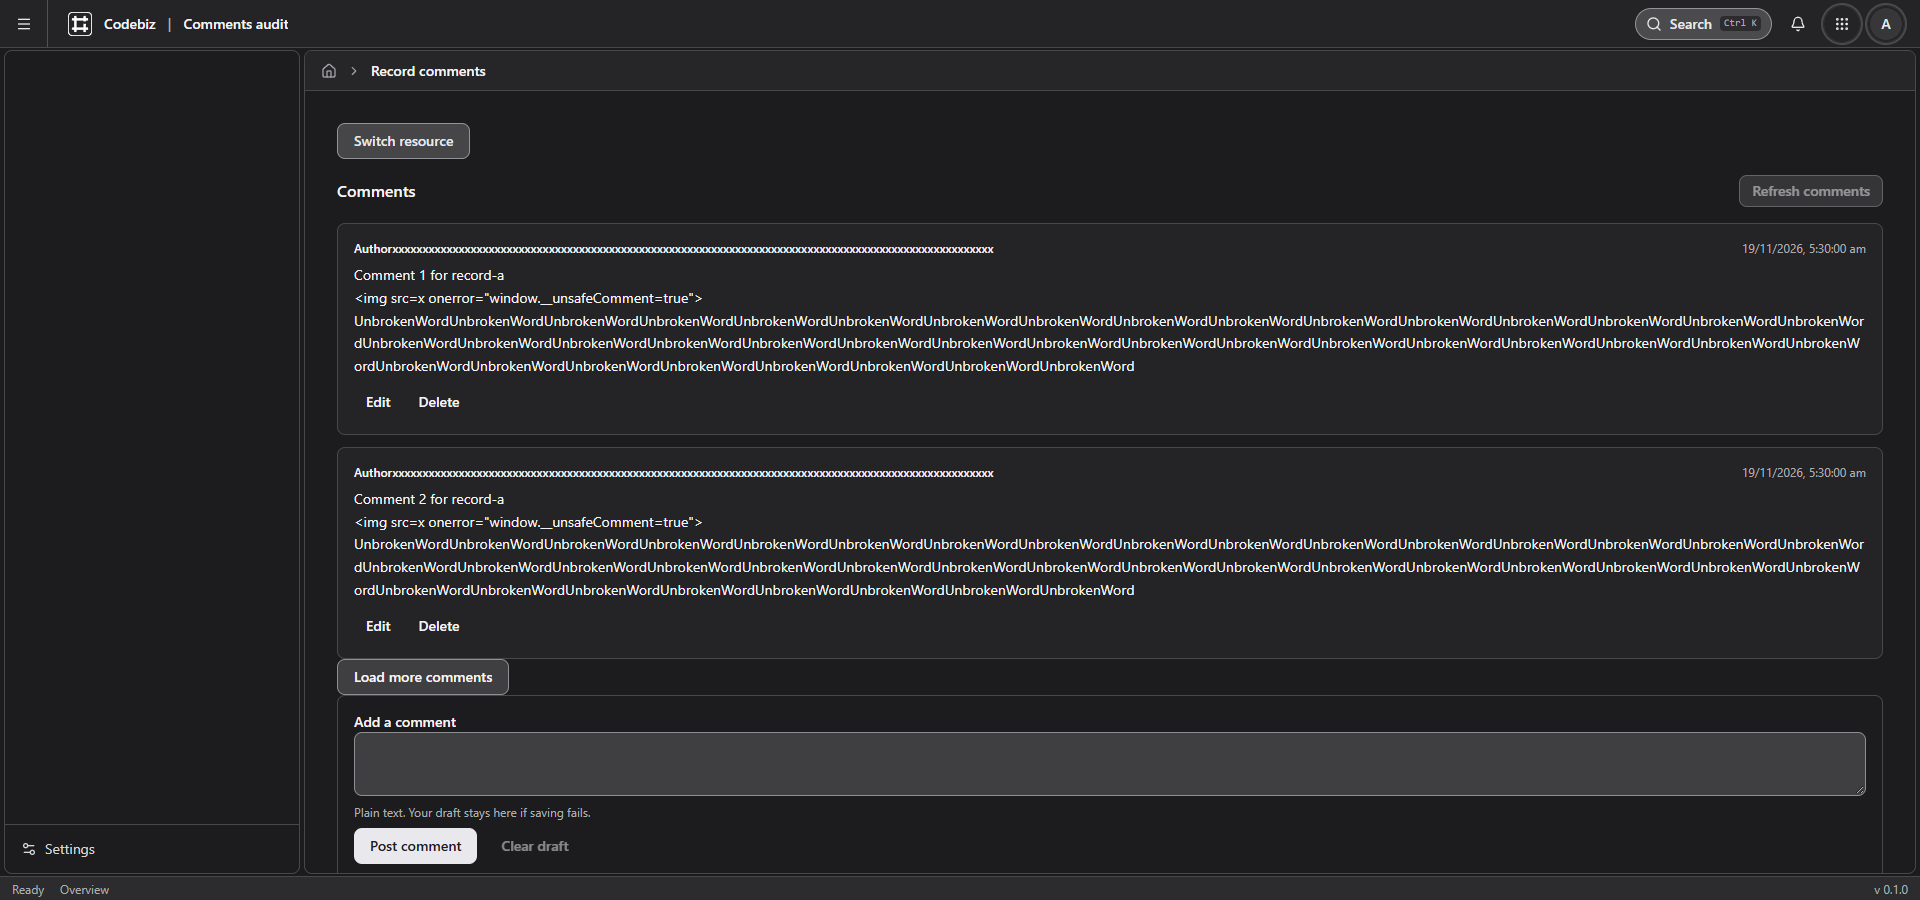 Codebiz | Comments audit
Search Ctrl K
A
Record comments
Switch resource
Comments
Refresh comments
Authorxxxxxxxxxxxxxxxxxxxxxxxxxxxxxxxxxxxxxxxxxxxxxxxxxxxxxxxxxxxxxxxxxxxxxxxxxxxxxxxxxxxxxxxxxxxxxxxxxxxx 19/11/2026, 5:30:00 am
Comment 1 for record-a
<img src=x onerror="window.__unsafeComment=true">
UnbrokenWordUnbrokenWordUnbrokenWordUnbrokenWordUnbrokenWordUnbrokenWordUnbrokenWordUnbrokenWordUnbrokenWordUnbrokenWordUnbrokenWordUnbrokenWordUnbrokenWordUnbrokenWordUnbrokenWordUnbrokenWor
dUnbrokenWordUnbrokenWordUnbrokenWordUnbrokenWordUnbrokenWordUnbrokenWordUnbrokenWordUnbrokenWordUnbrokenWordUnbrokenWordUnbrokenWordUnbrokenWordUnbrokenWordUnbrokenWordUnbrokenWordUnbrokenW
ordUnbrokenWordUnbrokenWordUnbrokenWordUnbrokenWordUnbrokenWordUnbrokenWordUnbrokenWordUnbrokenWord
Edit Delete
Authorxxxxxxxxxxxxxxxxxxxxxxxxxxxxxxxxxxxxxxxxxxxxxxxxxxxxxxxxxxxxxxxxxxxxxxxxxxxxxxxxxxxxxxxxxxxxxxxxxxxx 19/11/2026, 5:30:00 am
Comment 2 for record-a
<img src=x onerror="window.__unsafeComment=true">
UnbrokenWordUnbrokenWordUnbrokenWordUnbrokenWordUnbrokenWordUnbrokenWordUnbrokenWordUnbrokenWordUnbrokenWordUnbrokenWordUnbrokenWordUnbrokenWordUnbrokenWordUnbrokenWordUnbrokenWordUnbrokenWor
dUnbrokenWordUnbrokenWordUnbrokenWordUnbrokenWordUnbrokenWordUnbrokenWordUnbrokenWordUnbrokenWordUnbrokenWordUnbrokenWordUnbrokenWordUnbrokenWordUnbrokenWordUnbrokenWordUnbrokenWordUnbrokenW
ordUnbrokenWordUnbrokenWordUnbrokenWordUnbrokenWordUnbrokenWordUnbrokenWordUnbrokenWordUnbrokenWord
Edit Delete
Load more comments
Add a comment
Plain text. Your draft stays here if saving fails.
Post comment Clear draft
Settings
Ready Overview
v 0.1.0